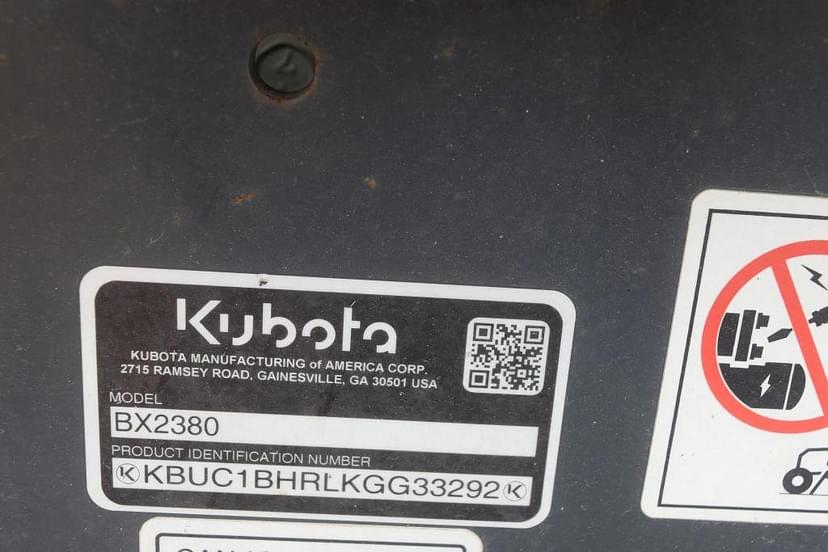 Kubota
KUBOTA MANUFACTURING of AMERICA CORP.
2715 RAMSEY ROAD, GAINESVILLE, GA 30501 USA
MODEL
BX2380
PRODUCT IDENTIFICATION NUMBER
KBUC1BHRLKGG33292